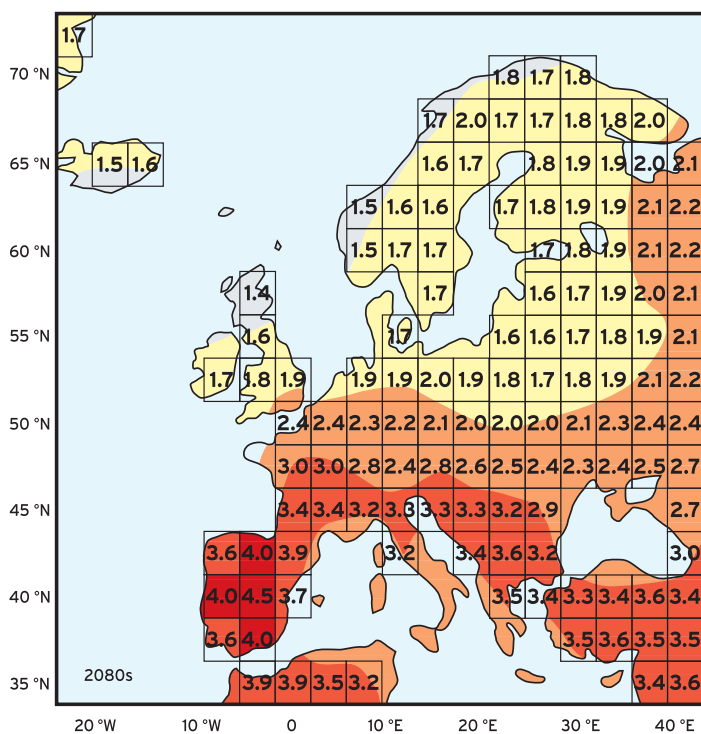 1.7
70 °N 1.8 1.7 1.8
1.7 2.0 1.7 1.7 1.8 1.8 2.0
65 °N 1.5 1.6 1.6 1.7 1.8 1.9 1.9 2.0 2.1
1.5 1.6 1.6 1.7 1.8 1.9 1.9 2.1 2.2
60 °N 1.5 1.7 1.7 1.7 1.8 1.9 2.1 2.2
1.4 1.7 1.6 1.7 1.9 2.0 2.1
55 °N 1.6 1.7 1.6 1.6 1.7 1.8 1.9 2.1
1.7 1.8 1.9 1.9 1.9 2.0 1.9 1.8 1.7 1.8 1.9 2.1 2.2
50 °N 2.4 2.4 2.3 2.2 2.1 2.0 2.0 2.0 2.1 2.3 2.4 2.4
3.0 3.0 2.8 2.4 2.8 2.6 2.5 2.4 2.3 2.4 2.5 2.7
45 °N 3.4 3.4 3.2 3.3 3.3 3.3 3.2 2.9 2.7
3.6 4.0 3.9 3.2 3.4 3.6 3.2 3.0
40 °N 4.0 4.5 3.7 3.5 3.4 3.3 3.4 3.6 3.4
3.6 4.0 3.5 3.6 3.5 3.5
35 °N 2080s 3.9 3.9 3.5 3.2 3.4 3.6
20 °W 10 °W 0 10 °E 20 °E 30 °E 40 °E